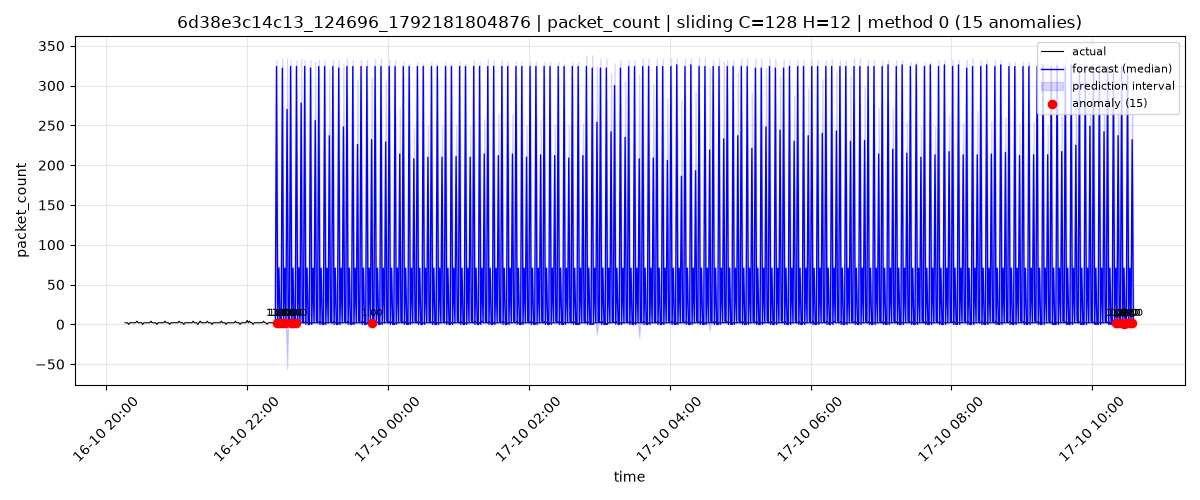 6d38e3c14c13_124696_1792181804876 | packet_count | sliding C=128 H=12 | method 0 (15 anomalies)
actual
forecast (median)
prediction interval
anomaly (15)
packet_count
350
300
250
200
150
100
50
0
−50
16-10 20:00
16-10 22:00
17-10 00:00
17-10 02:00
17-10 04:00
17-10 06:00
17-10 08:00
17-10 10:00
time